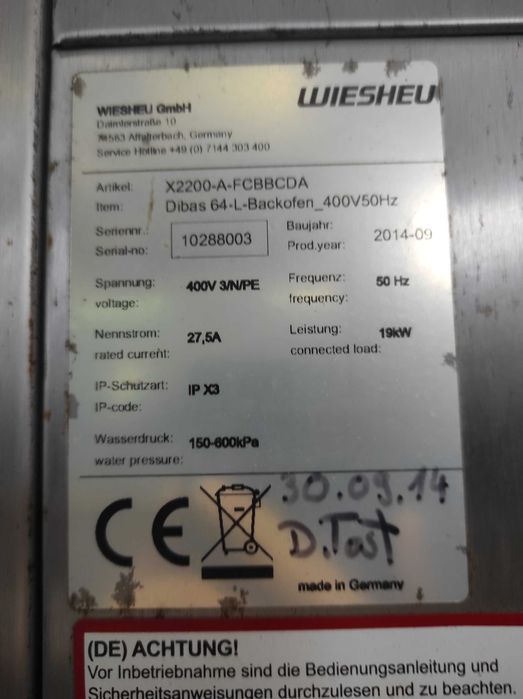 WIESHEU GmbH
WIESHEU
Daimlerstraße 10
71563 Affalterbach, Germany
Service Hotline +49 (0) 7144 303 400
Artikel: X2200-A-FCBBCDA
Item: Dibas 64-L-Backofen_400V50Hz
Seriennr.: Baujahr:
10288003 2014-09
Serial-no: Prod.year:
Spannung: 400V 3/N/PE Frequenz: 50 Hz
voltage: frequency:
Nennstrom: 27,5A Leistung: 19kW
rated current: connected load:
IP-Schutzart: IP X3
IP-code:
Wasserdruck: 150-600kPa
water pressure:
CE
30.09.14
made in Germany
(DE) ACHTUNG!
Vor Inbetriebnahme sind die Bedienungsanleitung und
Sicherheitsanweisungen durchzulesen und zu beachten.